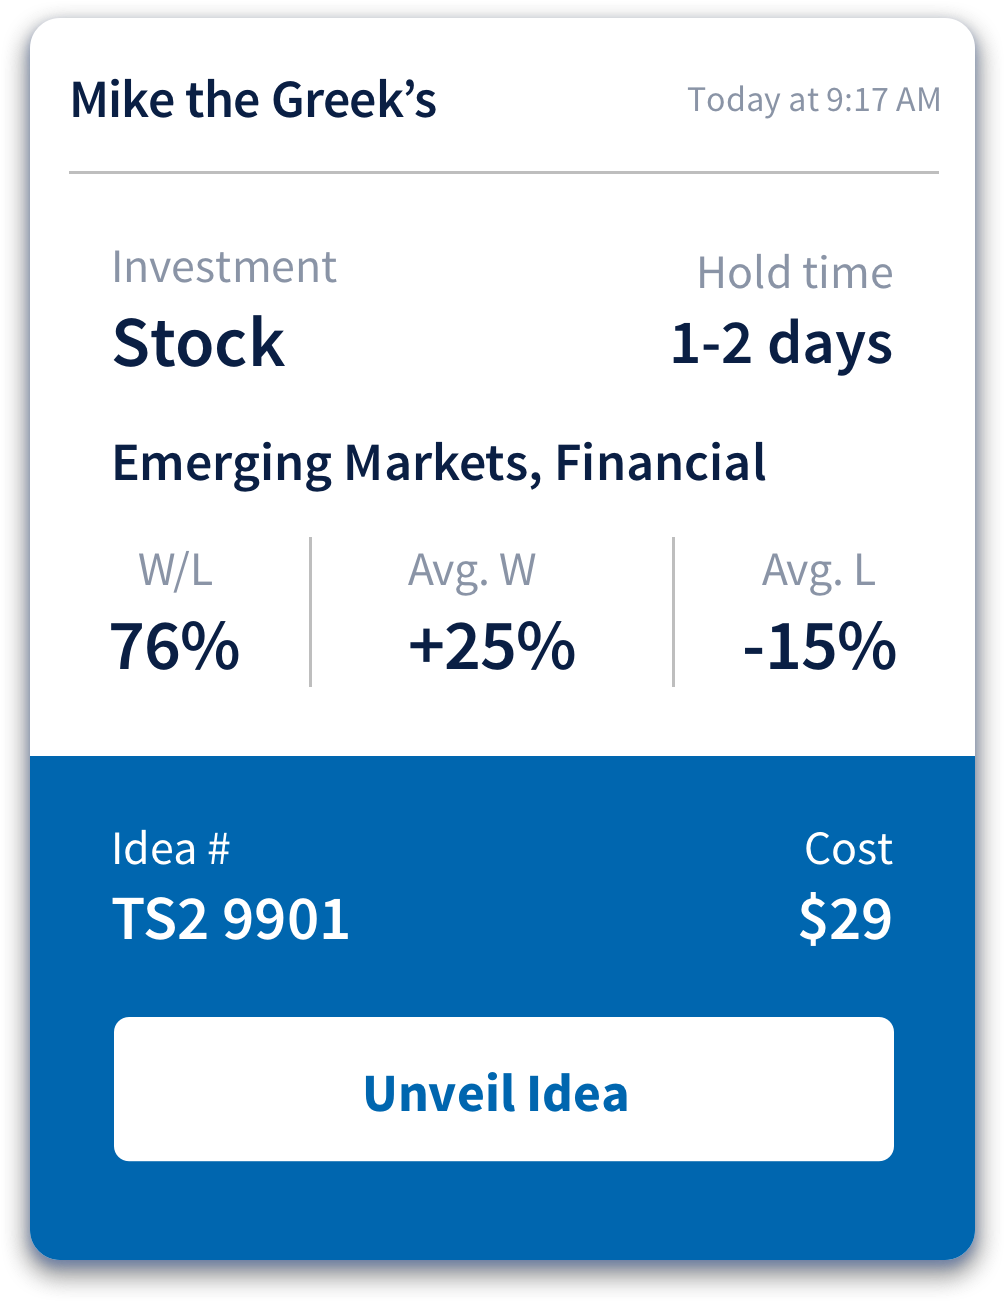 Mike the Greek’s
Today at 9:17 AM
Investment
Hold time
Stock
1-2 days
Emerging Markets, Financial
W/L
Avg. W
Avg. L
76%
+25%
-15%
Idea #
Cost
TS2 9901
$29
Unveil Idea